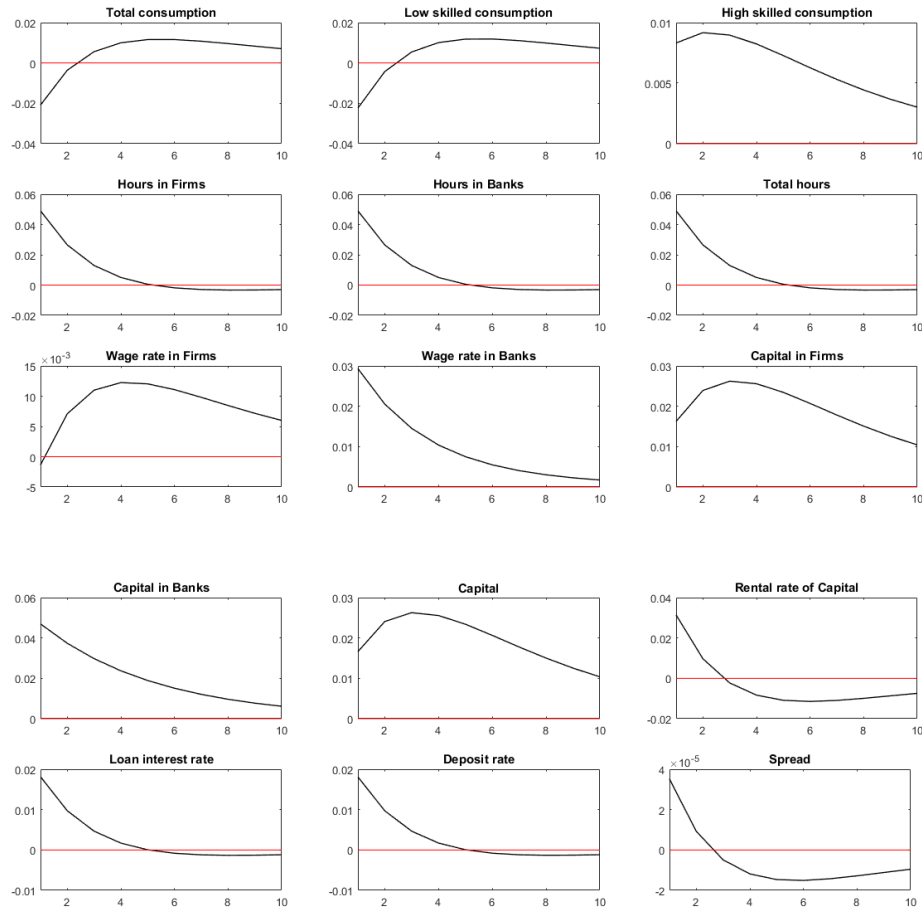 Total consumption
0.02
0
-0.02
-0.04
2 4 6 8 10
Low skilled consumption
0.02
0
-0.02
-0.04
2 4 6 8 10
High skilled consumption
0.01
0.005
0
2 4 6 8 10
Hours in Firms
0.06
0.04
0.02
0
-0.02
2 4 6 8 10
Hours in Banks
0.06
0.04
0.02
0
-0.02
2 4 6 8 10
Total hours
0.06
0.04
0.02
0
-0.02
2 4 6 8 10
Wage rate in Firms
×10⁻³
15
10
5
0
-5
2 4 6 8 10
Wage rate in Banks
0.03
0.02
0.01
0
2 4 6 8 10
Capital in Firms
0.03
0.02
0.01
0
2 4 6 8 10
Capital in Banks
0.06
0.04
0.02
0
2 4 6 8 10
Capital
0.03
0.02
0.01
0
2 4 6 8 10
Rental rate of Capital
0.04
0.02
0
-0.02
2 4 6 8 10
Loan interest rate
0.02
0.01
0
-0.01
2 4 6 8 10
Deposit rate
0.02
0.01
0
-0.01
2 4 6 8 10
Spread
×10⁻⁵
4
2
0
-2
2 4 6 8 10